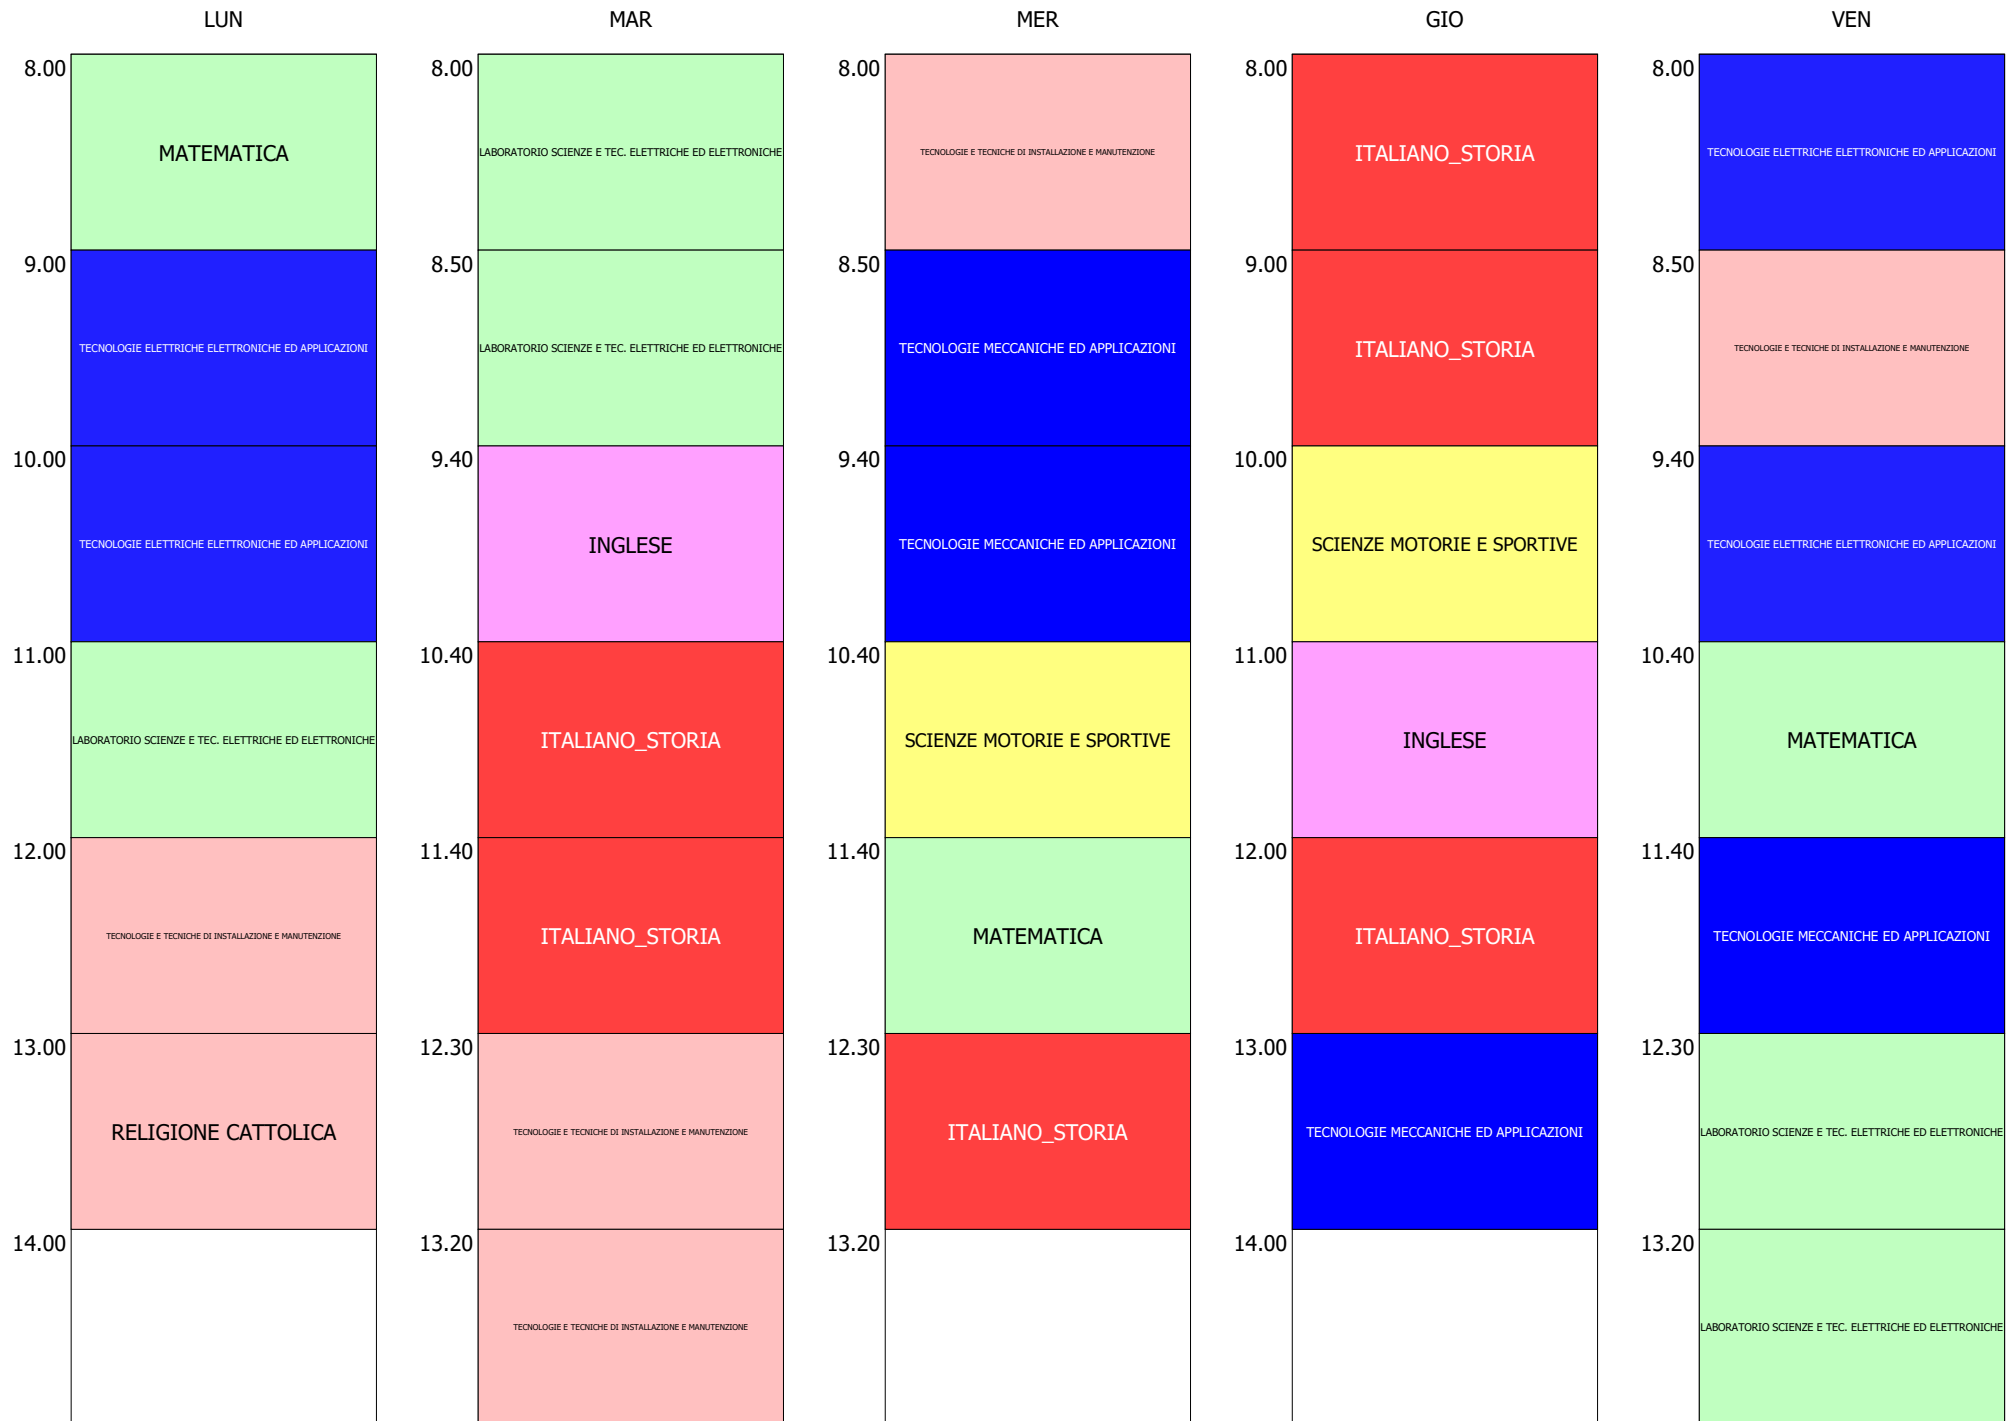 LUN MAR MER GIO VEN
8.00 MATEMATICA 8.00 LABORATORIO SCIENZE E TEC. ELETTRICHE ED ELETTRONICHE 8.00 TECNOLOGIE E TECNICHE DI INSTALLAZIONE E MANUTENZIONE 8.00 ITALIANO_STORIA 8.00 TECNOLOGIE ELETTRICHE ELETTRONICHE ED APPLICAZIONI
9.00 TECNOLOGIE ELETTRICHE ELETTRONICHE ED APPLICAZIONI 8.50 LABORATORIO SCIENZE E TEC. ELETTRICHE ED ELETTRONICHE 8.50 TECNOLOGIE MECCANICHE ED APPLICAZIONI 9.00 ITALIANO_STORIA 8.50 TECNOLOGIE E TECNICHE DI INSTALLAZIONE E MANUTENZIONE
10.00 TECNOLOGIE ELETTRICHE ELETTRONICHE ED APPLICAZIONI 9.40 INGLESE 9.40 TECNOLOGIE MECCANICHE ED APPLICAZIONI 10.00 SCIENZE MOTORIE E SPORTIVE 9.40 TECNOLOGIE ELETTRICHE ELETTRONICHE ED APPLICAZIONI
11.00 LABORATORIO SCIENZE E TEC. ELETTRICHE ED ELETTRONICHE 10.40 ITALIANO_STORIA 10.40 SCIENZE MOTORIE E SPORTIVE 11.00 INGLESE 10.40 MATEMATICA
12.00 TECNOLOGIE E TECNICHE DI INSTALLAZIONE E MANUTENZIONE 11.40 ITALIANO_STORIA 11.40 MATEMATICA 12.00 ITALIANO_STORIA 11.40 TECNOLOGIE MECCANICHE ED APPLICAZIONI
13.00 RELIGIONE CATTOLICA 12.30 TECNOLOGIE E TECNICHE DI INSTALLAZIONE E MANUTENZIONE 12.30 ITALIANO_STORIA 13.00 TECNOLOGIE MECCANICHE ED APPLICAZIONI 12.30 LABORATORIO SCIENZE E TEC. ELETTRICHE ED ELETTRONICHE
14.00 13.20 TECNOLOGIE E TECNICHE DI INSTALLAZIONE E MANUTENZIONE 13.20 14.00 13.20 LABORATORIO SCIENZE E TEC. ELETTRICHE ED ELETTRONICHE